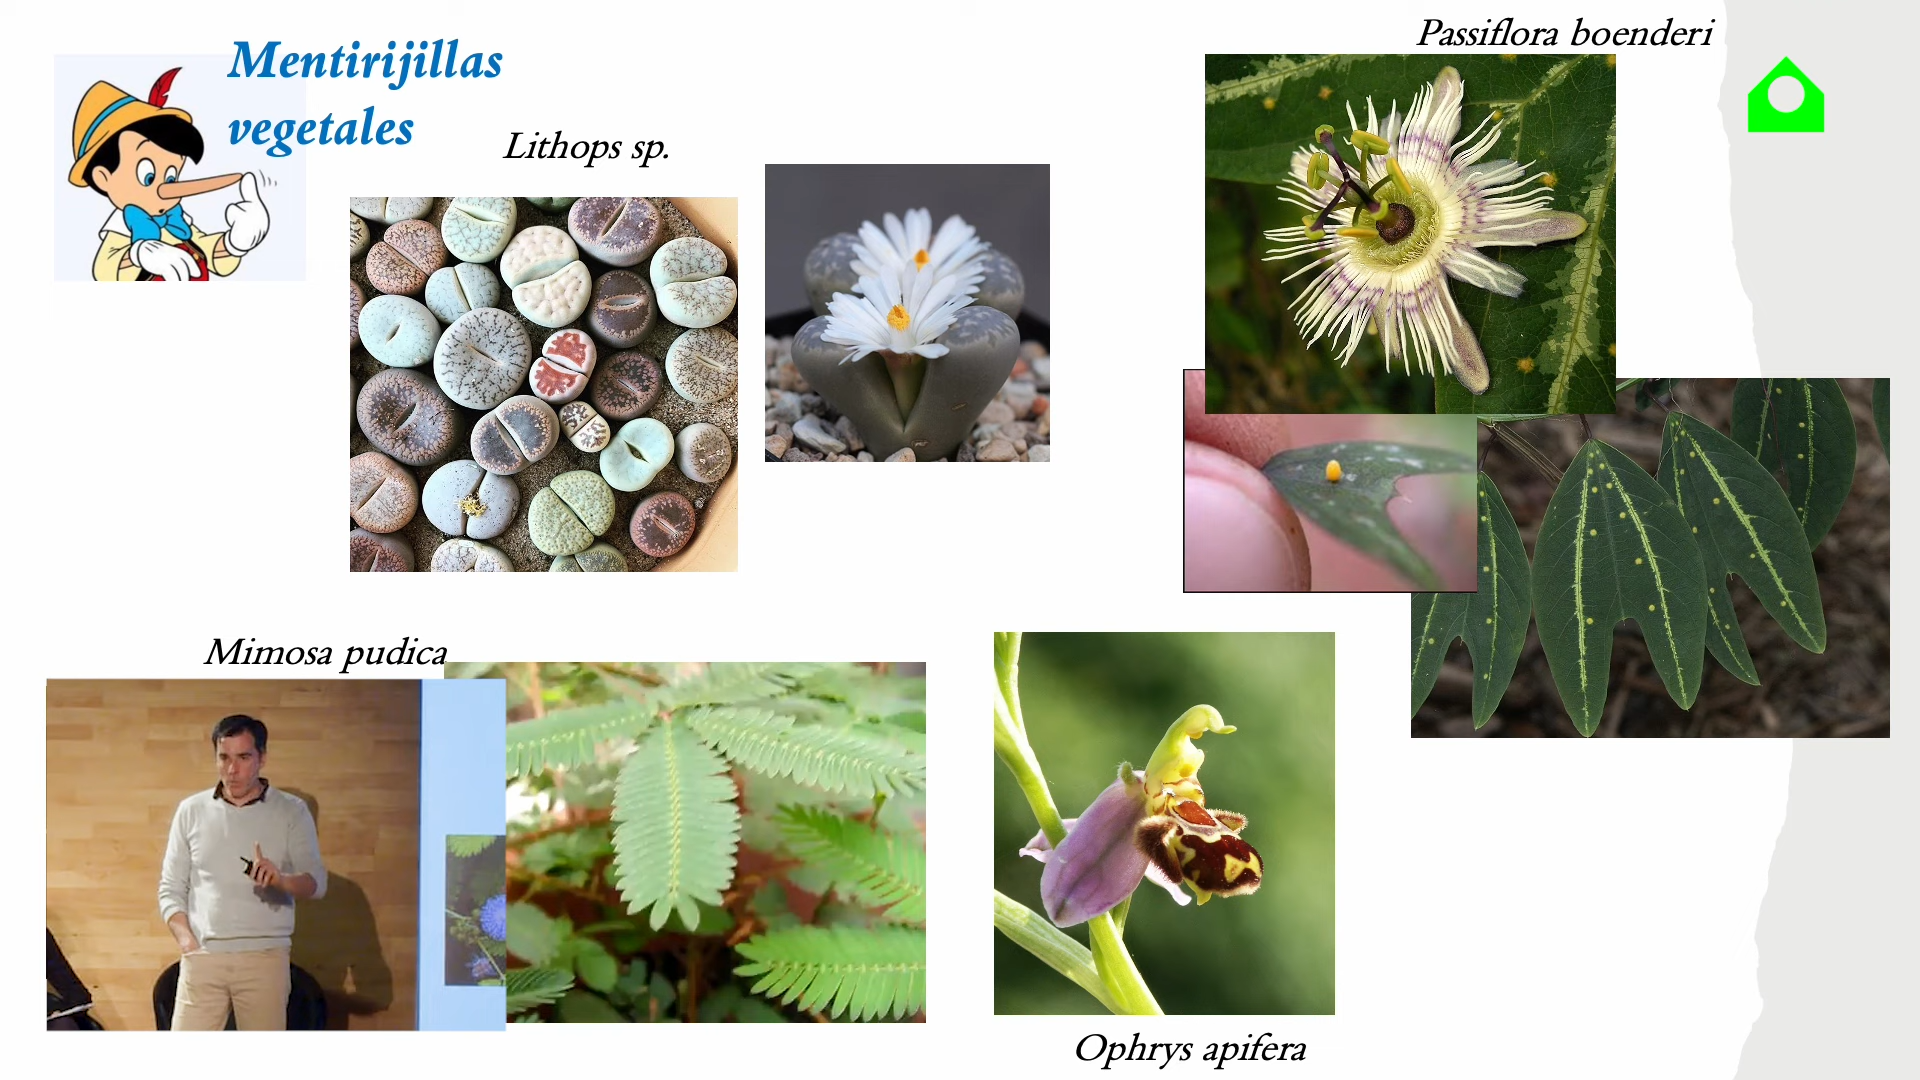 Mentirijillas
vegetales
Lithops sp.
Passiflora boenderi
Mimosa pudica
Ophrys apifera